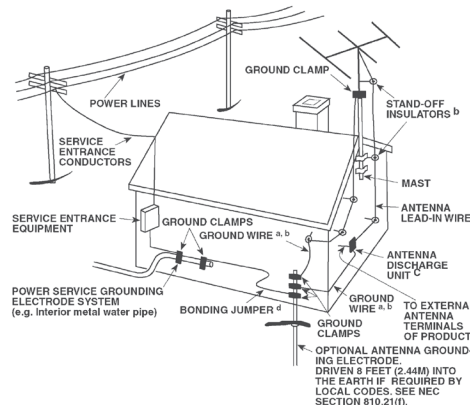 GROUND CLAMP
POWER LINES
STAND-OFF
INSULATORS b
SERVICE
ENTRANCE
CONDUCTORS
MAST
ANTENNA
LEAD-IN WIRE
SERVICE ENTRANCE
EQUIPMENT
GROUND CLAMPS
GROUND WIRE a, b
ANTENNA
DISCHARGE
UNIT C
POWER SERVICE GROUNDING
ELECTRODE SYSTEM
(e.g. Interior metal water pipe)
BONDING JUMPER d
GROUND
WIRE a, b
GROUND
CLAMPS
TO EXTERNA
ANTENNA
TERMINALS
OF PRODUCT
OPTIONAL ANTENNA GROUND-
ING ELECTRODE.
DRIVEN 8 FEET (2.44M) INTO
THE EARTH IF REQUIRED BY
LOCAL CODES. SEE NEC
SECTION 810.21(f).